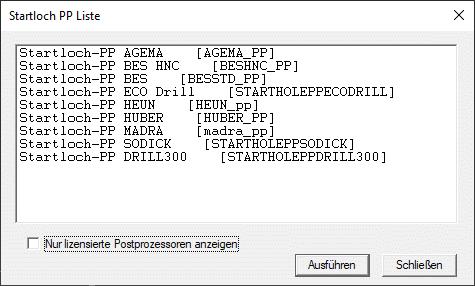 Startloch PP Liste
Startloch-PP AGEMA [AGEMA_PP]
Startloch-PP BES HNC [BESHNC_PP]
Startloch-PP BES [BESSTD_PP]
Startloch-PP ECO Drill [STARTHOLEPPECODRILL]
Startloch-PP HEUN [HEUN_pp]
Startloch-PP HUBER [HUBER_PP]
Startloch-PP MADRA [madra_pp]
Startloch-PP SODICK [STARTHOLEPPSODICK]
Startloch-PP DRILL300 [STARTHOLEPPDRILL300]
Nur lizensierte Postprozessoren anzeigen
Ausführen Schließen